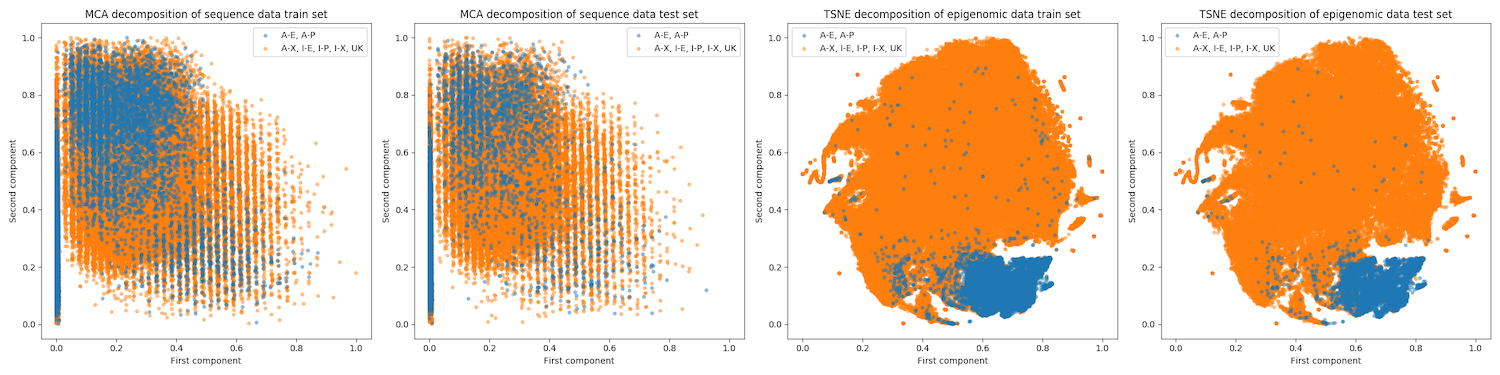 MCA decomposition of sequence data train set
A-E, A-P
A-X, I-E, I-P, I-X, UK
1.0
0.8
0.6
0.4
0.2
0.0
Second component
0.0 0.2 0.4 0.6 0.8 1.0
First component
MCA decomposition of sequence data test set
A-E, A-P
A-X, I-E, I-P, I-X, UK
1.0
0.8
0.6
0.4
0.2
0.0
Second component
0.0 0.2 0.4 0.6 0.8 1.0
First component
TSNE decomposition of epigenomic data train set
A-E, A-P
A-X, I-E, I-P, I-X, UK
1.0
0.8
0.6
0.4
0.2
0.0
Second component
0.0 0.2 0.4 0.6 0.8 1.0
First component
TSNE decomposition of epigenomic data test set
A-E, A-P
A-X, I-E, I-P, I-X, UK
1.0
0.8
0.6
0.4
0.2
0.0
Second component
0.0 0.2 0.4 0.6 0.8 1.0
First component